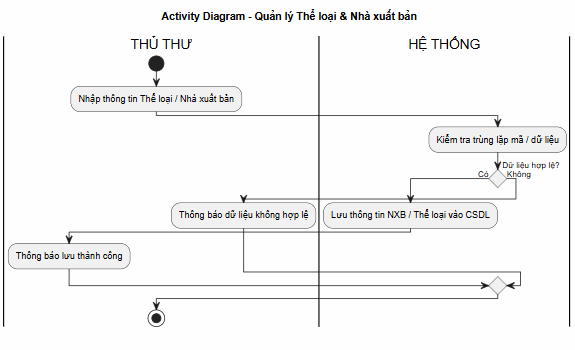 Activity Diagram - Quản lý Thể loại & Nhà xuất bản
THỦ THƯ
HỆ THỐNG
Nhập thông tin Thể loại / Nhà xuất bản
Kiểm tra trùng lặp mã / dữ liệu
Dữ liệu hợp lệ?
Có
Không
Thông báo dữ liệu không hợp lệ
Lưu thông tin NXB / Thể loại vào CSDL
Thông báo lưu thành công